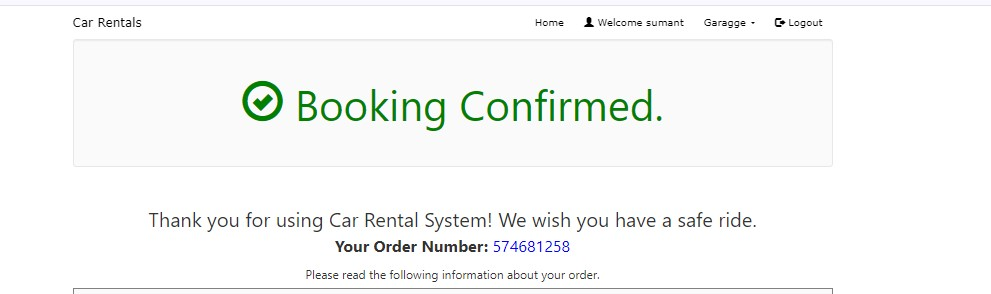 Car Rentals Home Welcome sumant Garagge Logout
Booking Confirmed.
Thank you for using Car Rental System! We wish you have a safe ride.
Your Order Number: 574681258
Please read the following information about your order.